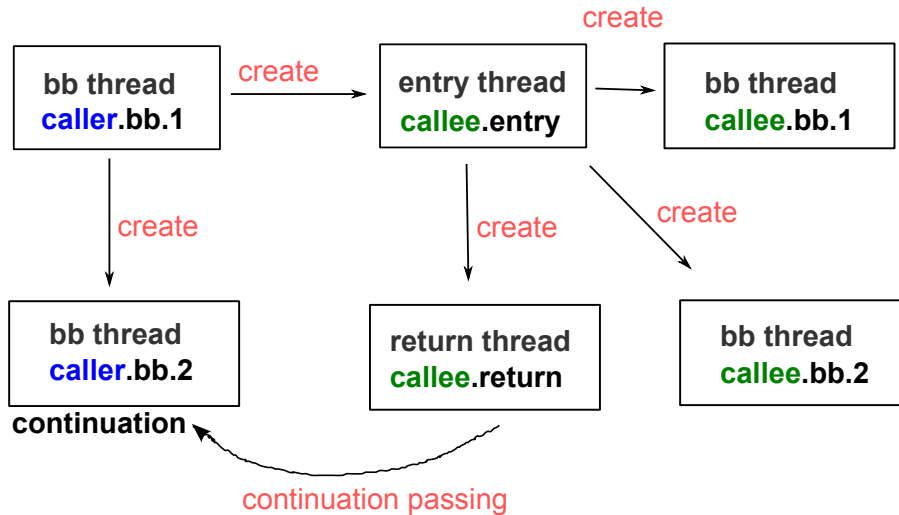 create
bb thread
caller.bb.1
create
entry thread
callee.entry
bb thread
callee.bb.1
create
create
create
bb thread
caller.bb.2
continuation
return thread
callee.return
bb thread
callee.bb.2
continuation passing